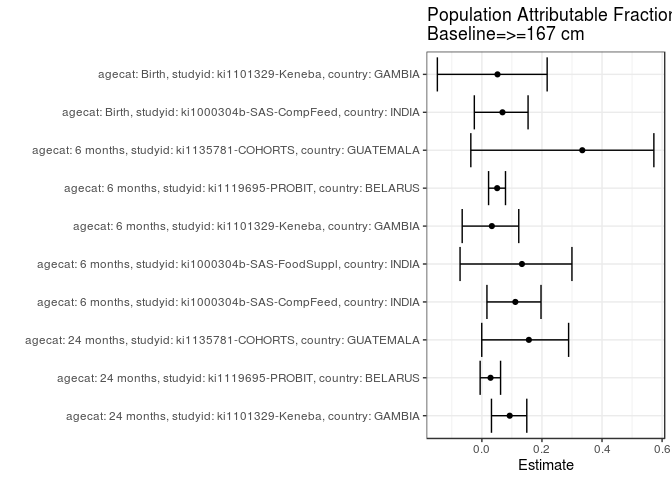 Population Attributable Fraction
Baseline=>=167 cm
agecat: Birth, studyid: ki1101329-Keneba, country: GAMBIA
agecat: Birth, studyid: ki1000304b-SAS-CompFeed, country: INDIA
agecat: 6 months, studyid: ki1135781-COHORTS, country: GUATEMALA
agecat: 6 months, studyid: ki1119695-PROBIT, country: BELARUS
agecat: 6 months, studyid: ki1101329-Keneba, country: GAMBIA
agecat: 6 months, studyid: ki1000304b-SAS-FoodSuppl, country: INDIA
agecat: 6 months, studyid: ki1000304b-SAS-CompFeed, country: INDIA
agecat: 24 months, studyid: ki1135781-COHORTS, country: GUATEMALA
agecat: 24 months, studyid: ki1119695-PROBIT, country: BELARUS
agecat: 24 months, studyid: ki1101329-Keneba, country: GAMBIA
0.0 0.2 0.4 0.6
Estimate